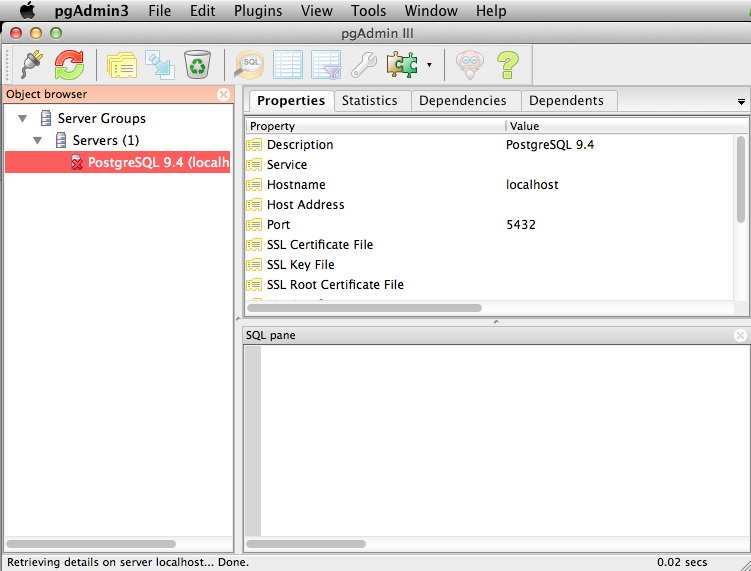 pgAdmin3 File Edit Plugins View Tools Window Help
pgAdmin III
SQL
Object browser
Server Groups
Servers (1)
PostgreSQL 9.4 (localh
Properties Statistics Dependencies Dependents
Property Value
Description PostgreSQL 9.4
Service
Hostname localhost
Host Address
Port 5432
SSL Certificate File
SSL Key File
SSL Root Certificate File
SQL pane
Retrieving details on server localhost... Done. 0.02 secs